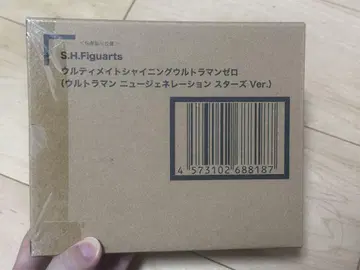 S.H.Figuarts
ウルティメイトシャイニングウルトラマンゼロ
(ウルトラマン ニュージェネレーション スターズ Ver.)
4 573102 688187